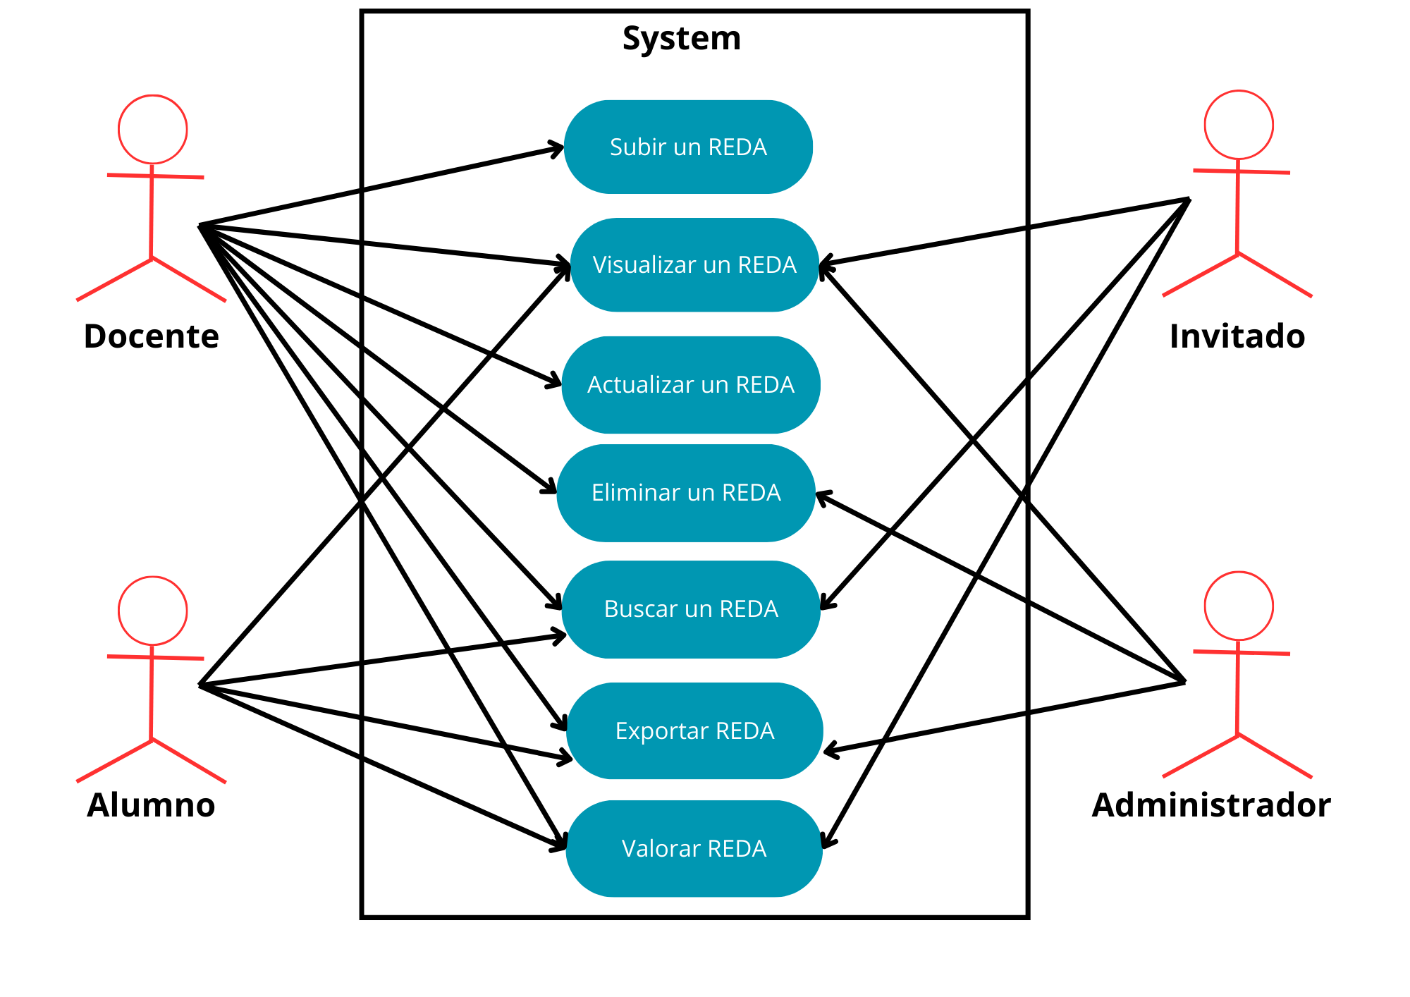 System
Subir un REDA
Visualizar un REDA
Docente
Invitado
Actualizar un REDA
Eliminar un REDA
Buscar un REDA
Exportar REDA
Alumno
Administrador
Valorar REDA